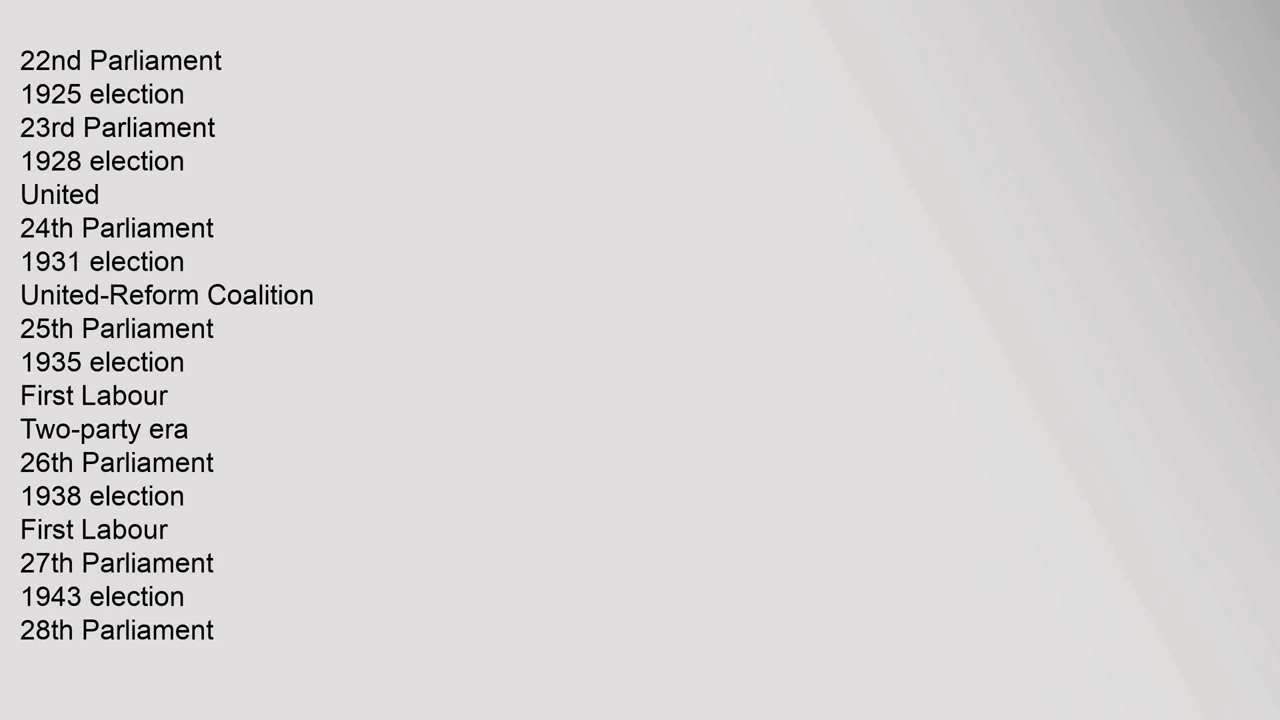 22nd Parliament
1925 election
23rd Parliament
1928 election
United
24th Parliament
1931 election
United-Reform Coalition
25th Parliament
1935 election
First Labour
Two-party era
26th Parliament
1938 election
First Labour
27th Parliament
1943 election
28th Parliament